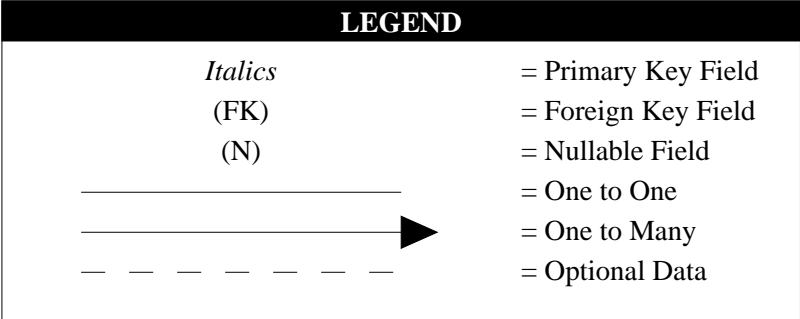 LEGEND
Italics = Primary Key Field
(FK) = Foreign Key Field
(N) = Nullable Field
= One to One
= One to Many
= Optional Data